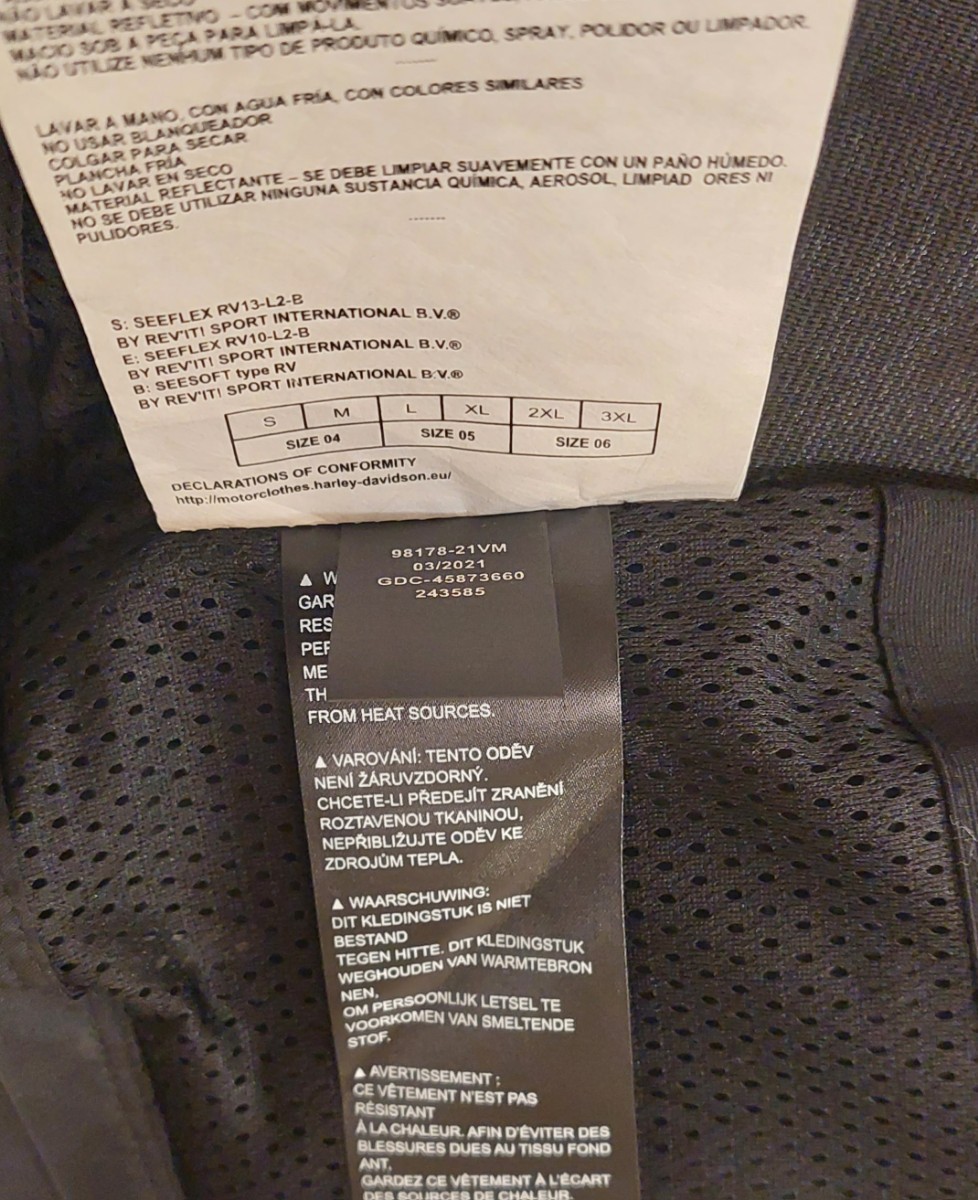 NÃO LAVAR A SECO
MATERIAL REFLETIVO – COM MOVIMENTOS
MACIO SOB A PEÇA PARA LIMPÁ-LA.
NÃO UTILIZE NENHUM TIPO DE PRODUTO QUÍMICO, SPRAY, POLIDOR OU LIMPADOR.
LAVAR A MANO, CON AGUA FRÍA, CON COLORES SIMILARES
NO USAR BLANQUEADOR
COLGAR PARA SECAR
PLANCHA FRÍA
NO LAVAR EN SECO
MATERIAL REFLECTANTE – SE DEBE LIMPIAR SUAVEMENTE CON UN PAÑO HÚMEDO.
NO SE DEBE UTILIZAR NINGUNA SUSTANCIA QUÍMICA, AEROSOL, LIMPIAD ORES NI
PULIDORES.
S: SEEFLEX RV13-L2-B
BY REV'IT! SPORT INTERNATIONAL B.V.®
E: SEEFLEX RV10-L2-B
BY REV'IT! SPORT INTERNATIONAL B.V.®
B: SEESOFT type RV
BY REV'IT! SPORT INTERNATIONAL B.V.®
S M L XL 2XL 3XL
SIZE 04 SIZE 05 SIZE 06
DECLARATIONS OF CONFORMITY
http://motorclothes.harley-davidson.eu/
98178-21VM
03/2021
GDC-45873660
243585
▲ W
GAR
RES
PER
ME
TH
FROM HEAT SOURCES.
▲ VAROVÁNÍ: TENTO ODĚV
NENÍ ŽÁRUVZDORNÝ.
CHCETE-LI PŘEDEJÍT ZRANĚNÍ
ROZTAVENOU TKANINOU,
NEPŘIBLIŽUJTE ODĚV KE
ZDROJŮM TEPLA.
▲ WAARSCHUWING:
DIT KLEDINGSTUK IS NIET
BESTAND
TEGEN HITTE. DIT KLEDINGSTUK
WEGHOUDEN VAN WARMTEBRON
NEN,
OM PERSOONLIJK LETSEL TE
VOORKOMEN VAN SMELTENDE
STOF.
▲ AVERTISSEMENT :
CE VÊTEMENT N'EST PAS
RÉSISTANT
À LA CHALEUR. AFIN D'ÉVITER DES
BLESSURES DUES AU TISSU FOND
ANT,
GARDEZ CE VÊTEMENT À L'ÉCART
DES SOURCES DE CHALEUR.